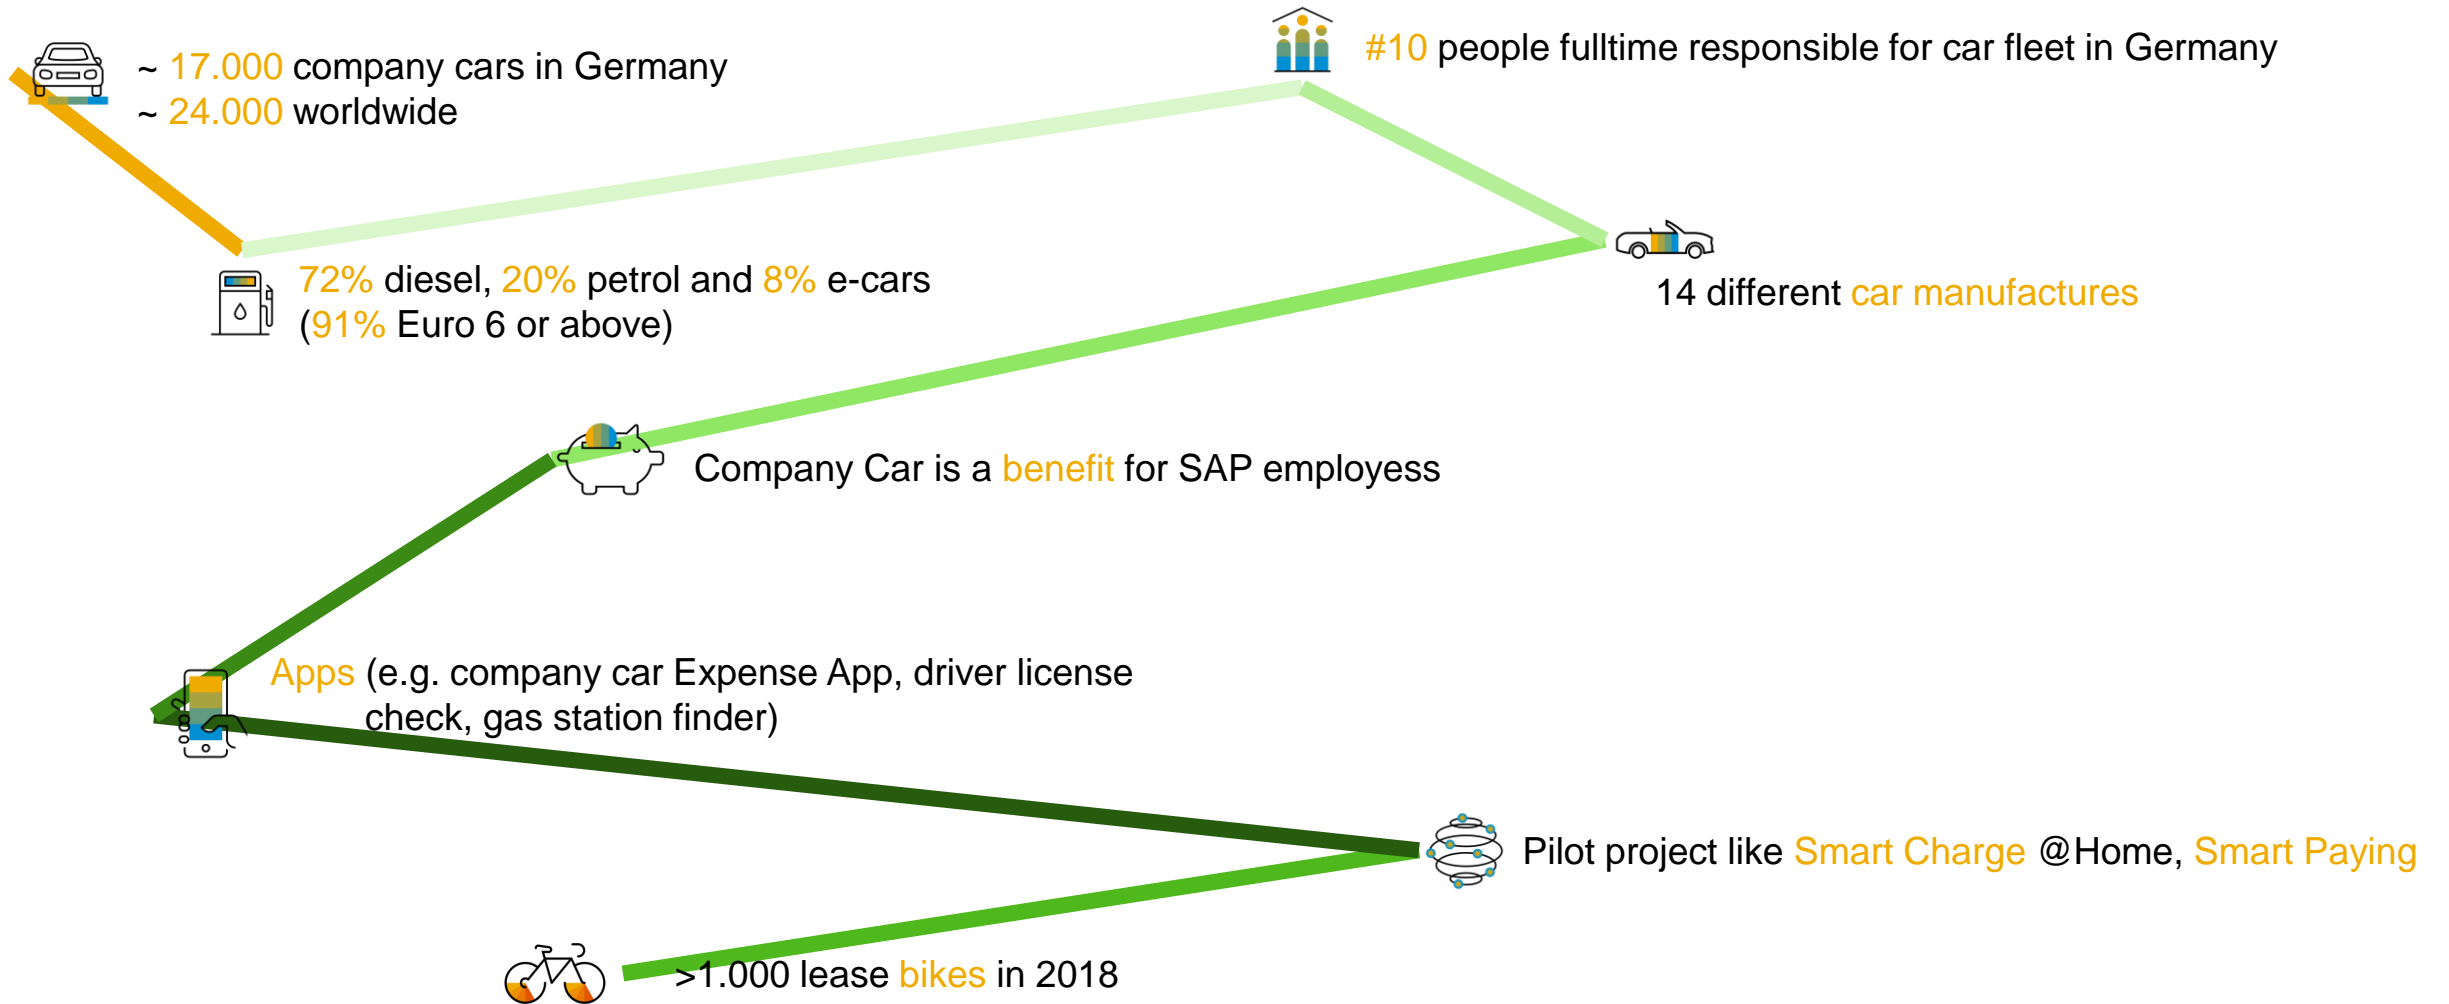 ~ 17.000 company cars in Germany
~ 24.000 worldwide
#10 people fulltime responsible for car fleet in Germany
72% diesel, 20% petrol and 8% e-cars
(91% Euro 6 or above)
14 different car manufactures
Company Car is a benefit for SAP employess
Apps (e.g. company car Expense App, driver license
check, gas station finder)
Pilot project like Smart Charge @Home, Smart Paying
>1.000 lease bikes in 2018